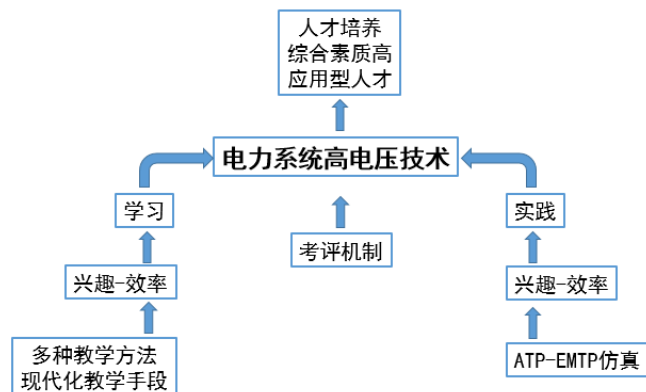 人才培养
综合素质高
应用型人才
电力系统高电压技术
学习
实践
考评机制
兴趣-效率
兴趣-效率
多种教学方法
现代化教学手段
ATP-EMTP仿真